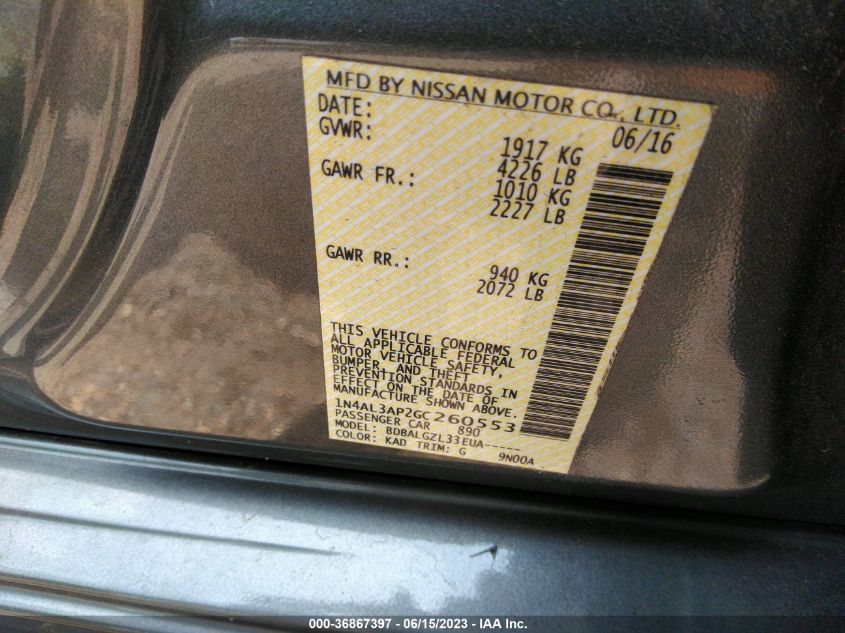 MFD BY NISSAN MOTOR CO., LTD.
DATE: 06/16
GVWR: 1917 KG
4226 LB
GAWR FR.: 1010 KG
2227 LB
GAWR RR.: 940 KG
2072 LB
THIS VEHICLE CONFORMS TO
ALL APPLICABLE FEDERAL
MOTOR VEHICLE SAFETY,
BUMPER, AND THEFT
PREVENTION STANDARDS IN
EFFECT ON THE DATE OF
MANUFACTURE SHOWN ABOVE.
1N4AL3AP2GC260553
PASSENGER CAR 890
MODEL: BDBALGZL33EUA-----
COLOR: KAD TRIM: G 9N00A
000-36867397 - 06/15/2023 - IAA Inc.